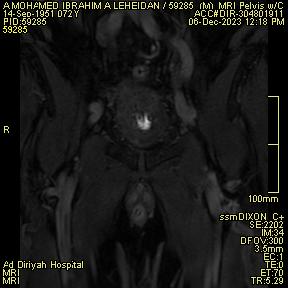 A MOHAMED IBRAHIM A LEHEIDAN / 59285 (M) MRI Pelvis w/C
14-Sep-1951 072Y ACC#DIR-304801911
PID:59285 06-Dec-2023 12:18 PM
59285
R
100mm
ssmDIXON_C+
SE:2202
IM:34
DFOV:300
3.5mm
EC:1
Ad Diriyah Hospital TE:0
MRI ET:70
MRI TR:5.29